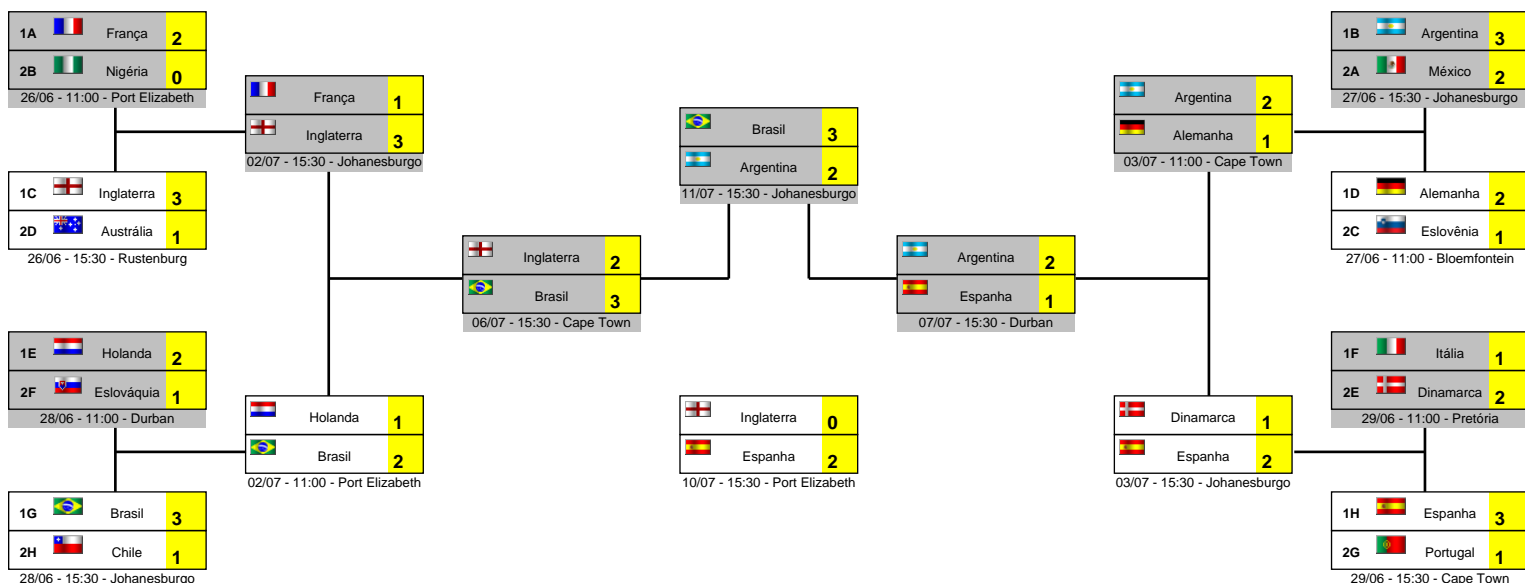 1A França 2
2B Nigéria 0
26/06 - 11:00 - Port Elizabeth
1C Inglaterra 3
2D Austrália 1
26/06 - 15:30 - Rustenburg
1E Holanda 2
2F Eslováquia 1
28/06 - 11:00 - Durban
1G Brasil 3
2H Chile 1
28/06 - 15:30 - Johanesburgo
França 1
Inglaterra 3
02/07 - 15:30 - Johanesburgo
Holanda 1
Brasil 2
02/07 - 11:00 - Port Elizabeth
Inglaterra 2
Brasil 3
06/07 - 15:30 - Cape Town
Brasil 3
Argentina 2
11/07 - 15:30 - Johanesburgo
Inglaterra 0
Espanha 2
10/07 - 15:30 - Port Elizabeth
Argentina 2
Espanha 1
07/07 - 15:30 - Durban
Argentina 2
Alemanha 1
03/07 - 11:00 - Cape Town
Dinamarca 1
Espanha 2
03/07 - 15:30 - Johanesburgo
1B Argentina 3
2A México 2
27/06 - 15:30 - Johanesburgo
1D Alemanha 2
2C Eslovênia 1
27/06 - 11:00 - Bloemfontein
1F Itália 1
2E Dinamarca 2
29/06 - 11:00 - Pretória
1H Espanha 3
2G Portugal 1
29/06 - 15:30 - Cape Town